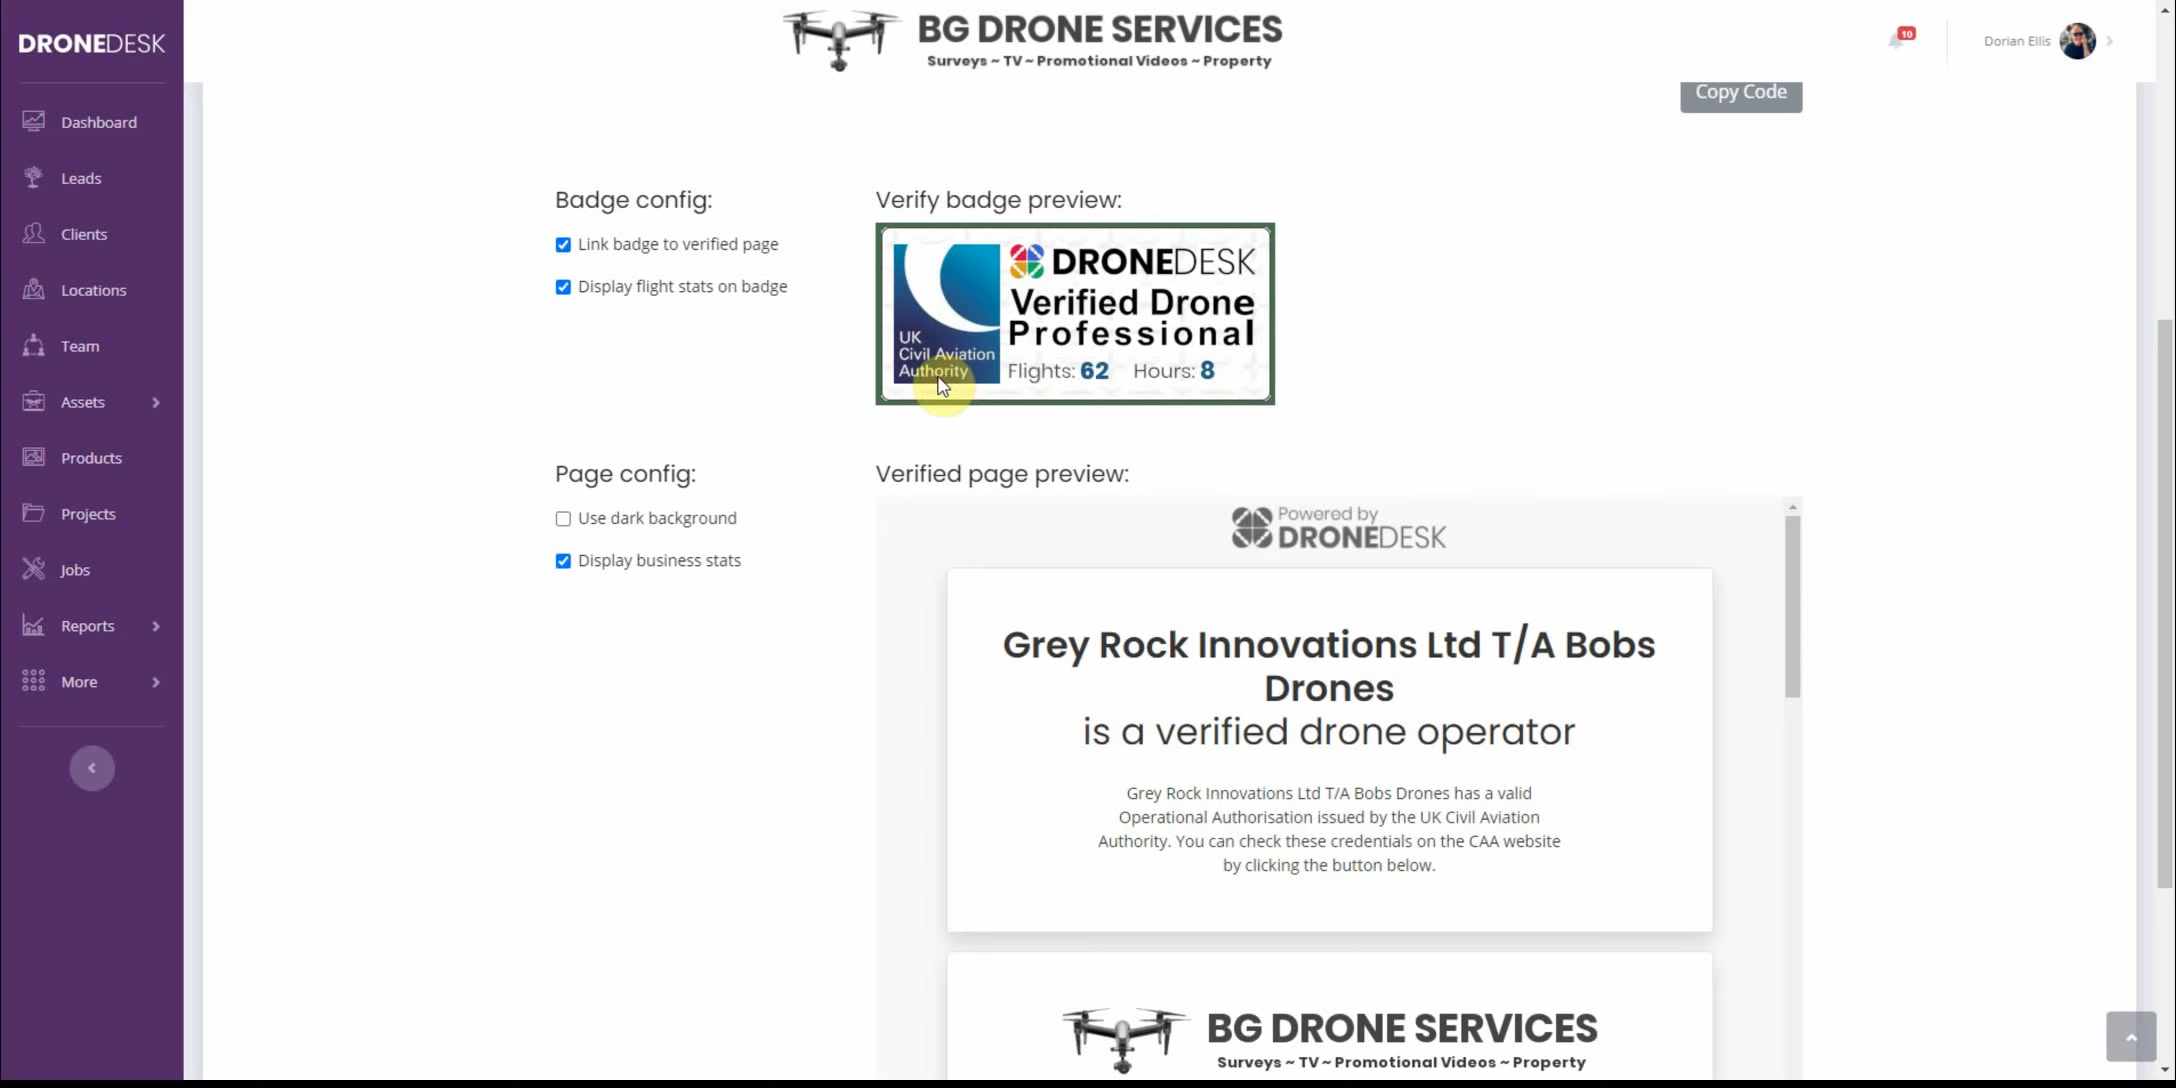 DRONEDESK
BG DRONE SERVICES
Surveys ~ TV ~ Promotional Videos ~ Property
10
Dorian Ellis
Dashboard
Leads
Clients
Locations
Team
Assets
Products
Projects
Jobs
Reports
More
Copy Code
Badge config:
Link badge to verified page
Display flight stats on badge
Verify badge preview:
UK
Civil Aviation
Authority
DRONEDESK
Verified Drone
Professional
Flights: 62 Hours: 8
Page config:
Use dark background
Display business stats
Verified page preview:
Powered by
DRONEDESK
Grey Rock Innovations Ltd T/A Bobs
Drones
is a verified drone operator
Grey Rock Innovations Ltd T/A Bobs Drones has a valid
Operational Authorisation issued by the UK Civil Aviation
Authority. You can check these credentials on the CAA website
by clicking the button below.
BG DRONE SERVICES
Surveys ~ TV ~ Promotional Videos ~ Property